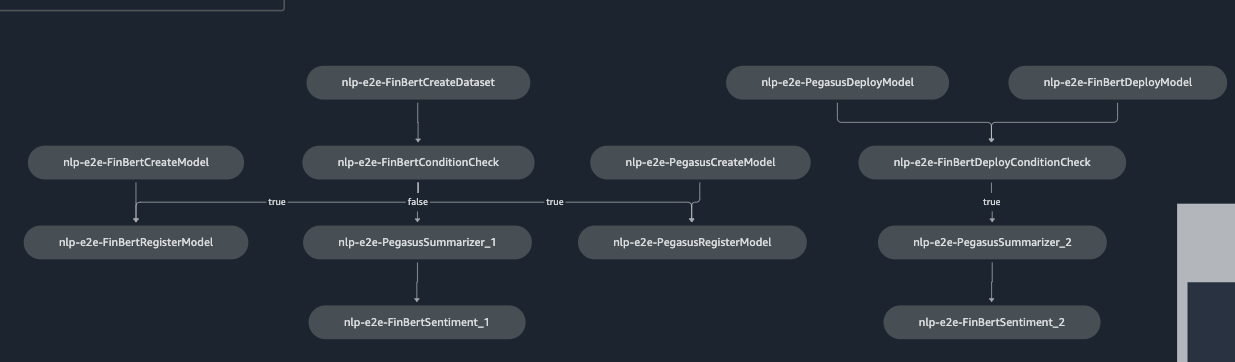 nlp-e2e-FinBertCreateDataset
nlp-e2e-PegasusDeployModel
nlp-e2e-FinBertDeployModel
nlp-e2e-FinBertCreateModel
nlp-e2e-FinBertConditionCheck
nlp-e2e-PegasusCreateModel
nlp-e2e-FinBertDeployConditionCheck
true
false
true
true
nlp-e2e-FinBertRegisterModel
nlp-e2e-PegasusSummarizer_1
nlp-e2e-PegasusRegisterModel
nlp-e2e-PegasusSummarizer_2
nlp-e2e-FinBertSentiment_1
nlp-e2e-FinBertSentiment_2